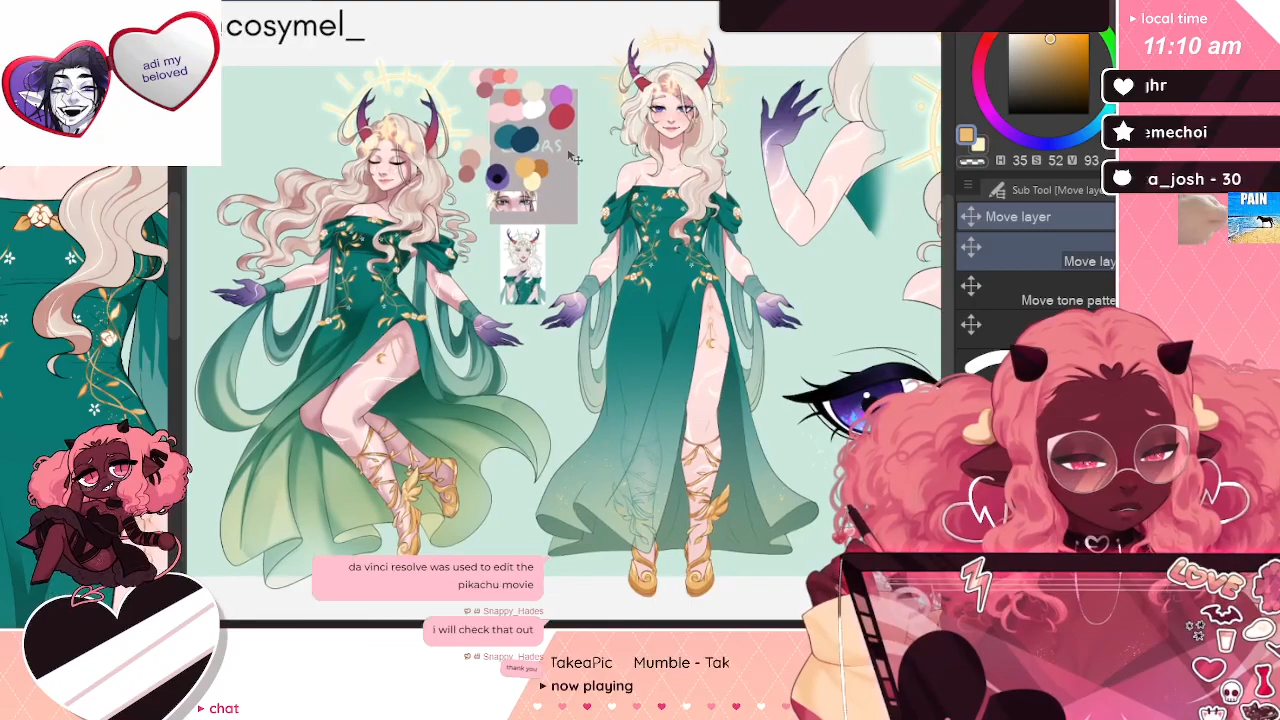 cosymel_
adi my
beloved
local time
11:10 am
ghr
emechoi
a_josh - 30
PAIN
H 35 S 52 V 93
Sub Tool [Move laye
Move layer
Move lay
Move tone patte
da vinci resolve was used to edit the
pikachu movie
Snappy_Hades
i will check that out
Snappy_Hades
thank you
TakeaPic Mumble - Tak
now playing
chat
LOVE